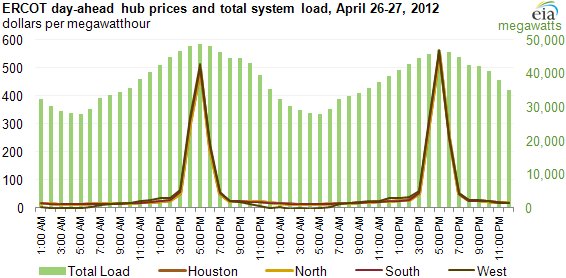 ERCOT day-ahead hub prices and total system load, April 26-27, 2012
dollars per megawatthour
eia
megawatts
600
500
400
300
200
100
0
50,000
40,000
30,000
20,000
10,000
0
1:00 AM
3:00 AM
5:00 AM
7:00 AM
9:00 AM
11:00 AM
1:00 PM
3:00 PM
5:00 PM
7:00 PM
9:00 PM
11:00 PM
1:00 AM
3:00 AM
5:00 AM
7:00 AM
9:00 AM
11:00 AM
1:00 PM
3:00 PM
5:00 PM
7:00 PM
9:00 PM
11:00 PM
Total Load Houston North South West